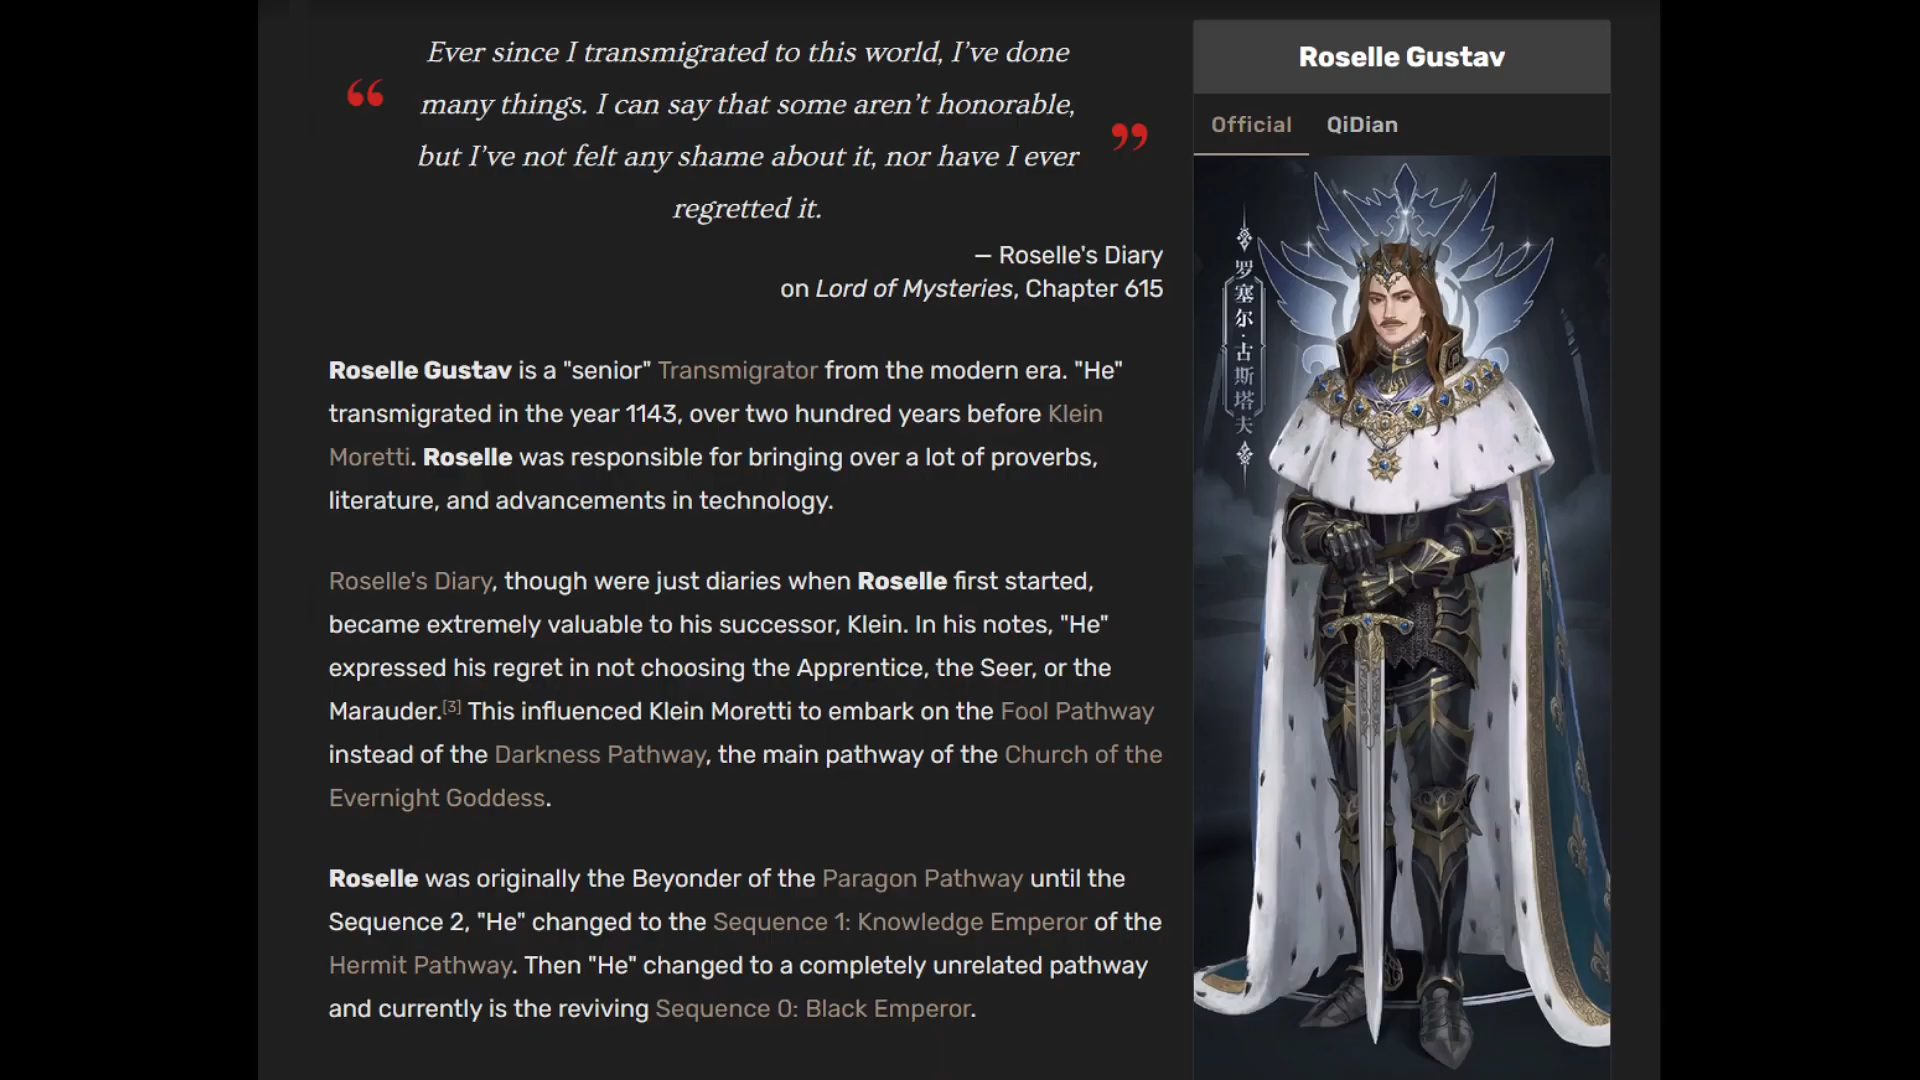 Ever since I transmigrated to this world, I’ve done
many things. I can say that some aren’t honorable,
“
”
but I’ve not felt any shame about it, nor have I ever
regretted it.
— Roselle's Diary
on Lord of Mysteries, Chapter 615
Roselle Gustav is a "senior" Transmigrator from the modern era. "He"
transmigrated in the year 1143, over two hundred years before Klein
Moretti. Roselle was responsible for bringing over a lot of proverbs,
literature, and advancements in technology.
Roselle's Diary, though were just diaries when Roselle first started,
became extremely valuable to his successor, Klein. In his notes, "He"
expressed his regret in not choosing the Apprentice, the Seer, or the
Marauder.[3] This influenced Klein Moretti to embark on the Fool Pathway
instead of the Darkness Pathway, the main pathway of the Church of the
Evernight Goddess.
Roselle was originally the Beyonder of the Paragon Pathway until the
Sequence 2, "He" changed to the Sequence 1: Knowledge Emperor of the
Hermit Pathway. Then "He" changed to a completely unrelated pathway
and currently is the reviving Sequence 0: Black Emperor.
Roselle Gustav
Official QiDian
罗塞尔·古斯塔夫